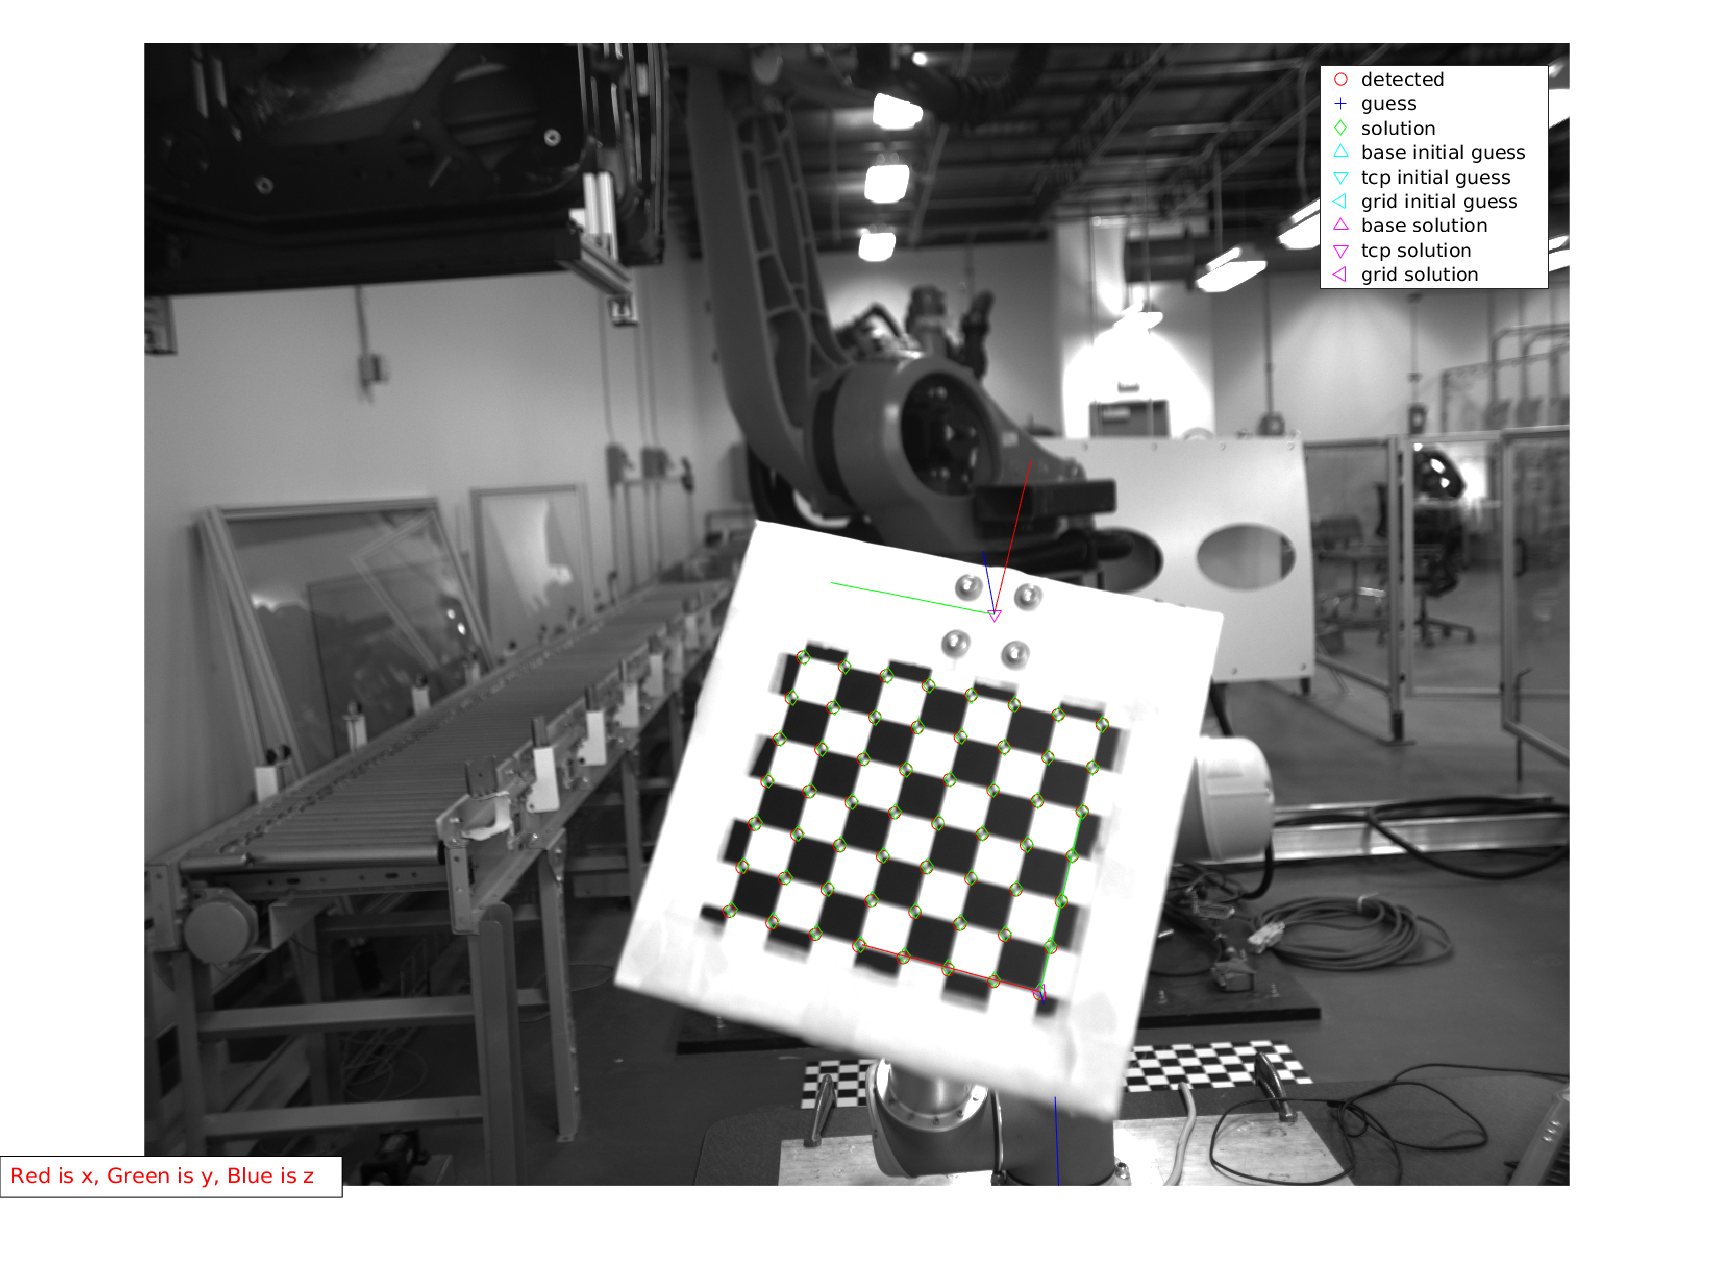 detected
guess
solution
base initial guess
tcp initial guess
grid initial guess
base solution
tcp solution
grid solution
Red is x, Green is y, Blue is z